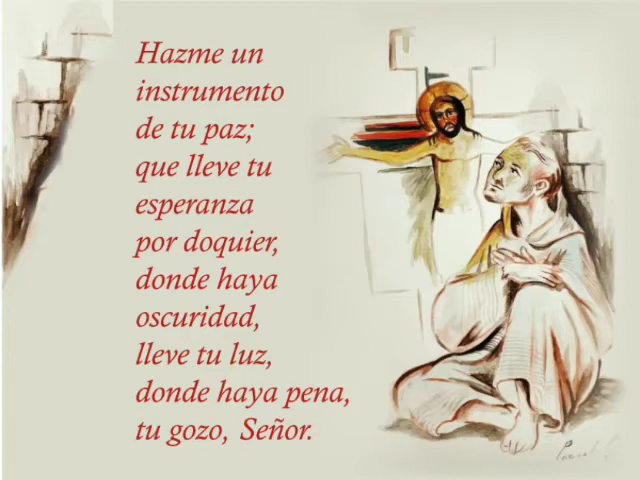 Hazme un
instrumento
de tu paz;
que lleve tu
esperanza
por doquier,
donde haya
oscuridad,
lleve tu luz,
donde haya pena,
tu gozo, Señor.